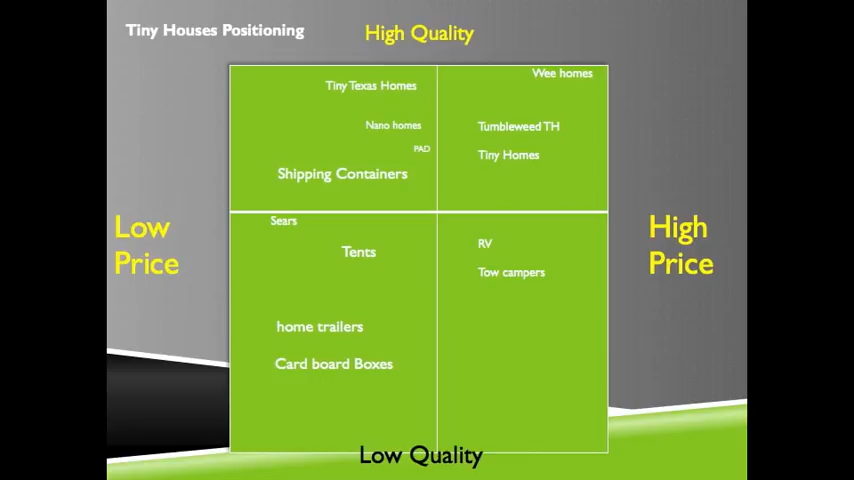 Tiny Houses Positioning
High Quality
Wee homes
Tiny Texas Homes
Nano homes
Tumbleweed TH
PAD
Tiny Homes
Shipping Containers
Low
Price
High
Price
Sears
Tents
RV
Tow campers
home trailers
Card board Boxes
Low Quality